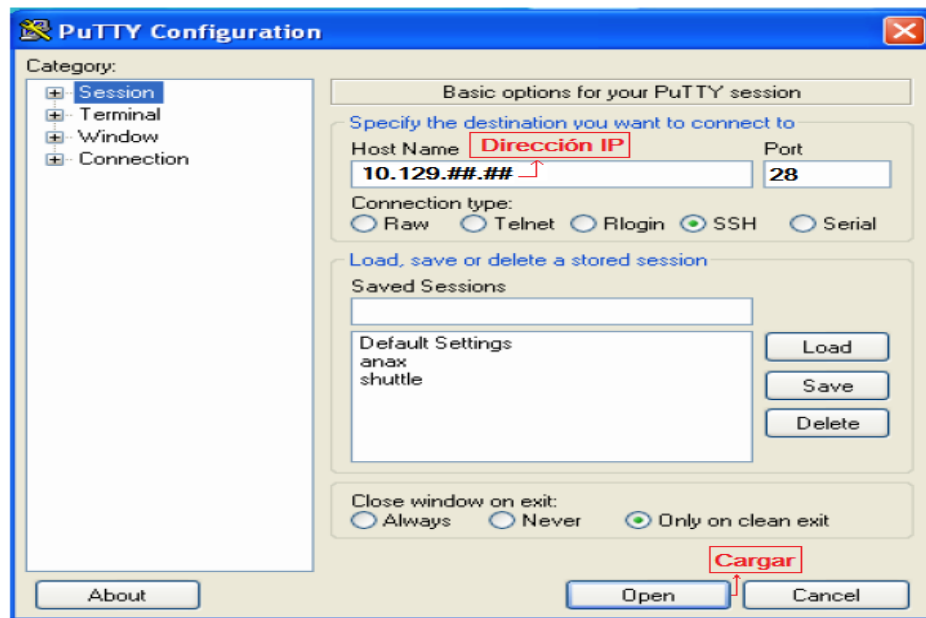 PuTTY Configuration
Category:
Session
Terminal
Window
Connection
Basic options for your PuTTY session
Specify the destination you want to connect to
Host Name Dirección IP Port
10.129.##.## 28
Connection type:
Raw Telnet Rlogin SSH Serial
Load, save or delete a stored session
Saved Sessions
Default Settings
anax
shuttle
Load
Save
Delete
Close window on exit:
Always Never Only on clean exit
Cargar
About Open Cancel